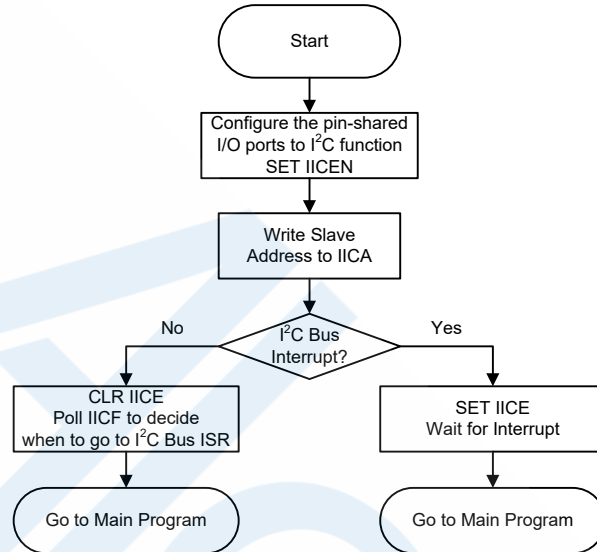 Start
Configure the pin-shared
I/O ports to I²C function
SET IICEN
Write Slave
Address to IICA
I²C Bus
Interrupt?
No
Yes
CLR IICE
Poll IICF to decide
when to go to I²C Bus ISR
SET IICE
Wait for Interrupt
Go to Main Program
Go to Main Program